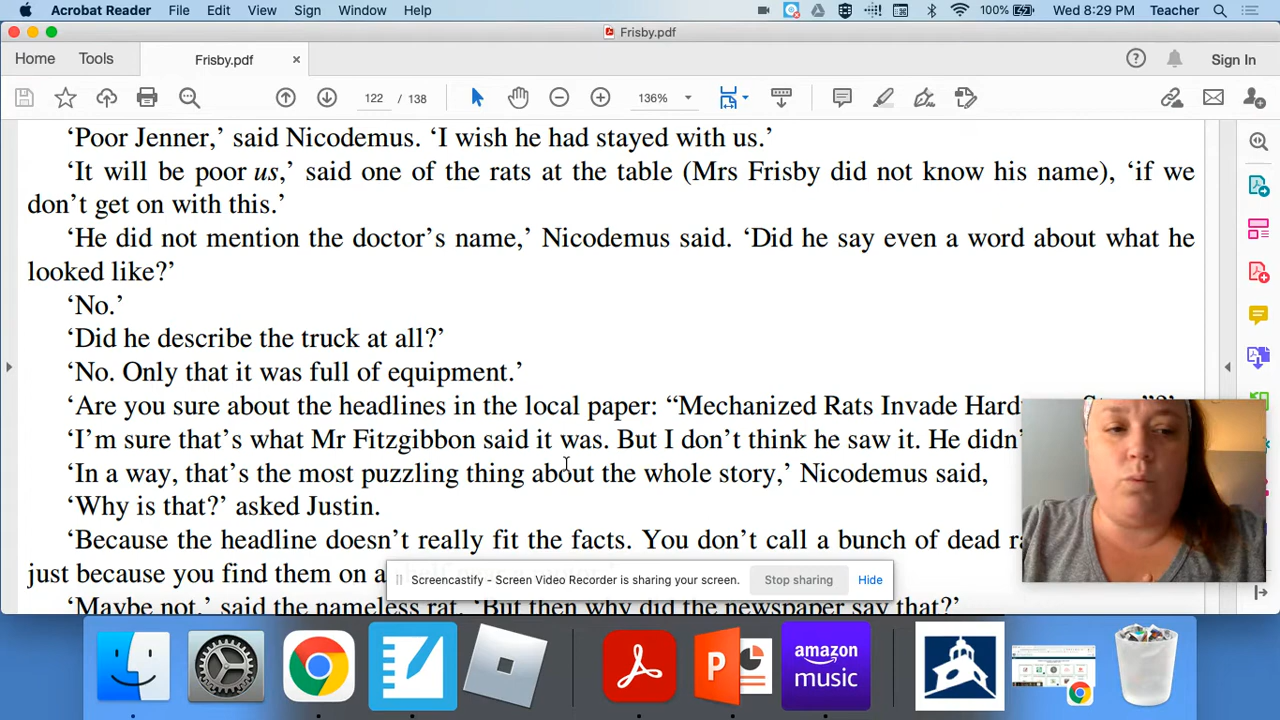 Acrobat Reader File Edit View Sign Window Help 100% Wed 8:29 PM Teacher
Frisby.pdf
Home Tools Frisby.pdf × Sign In
122 / 138 136%
‘Poor Jenner,’ said Nicodemus. ‘I wish he had stayed with us.’
‘It will be poor us,’ said one of the rats at the table (Mrs Frisby did not know his name), ‘if we
don’t get on with this.’
‘He did not mention the doctor’s name,’ Nicodemus said. ‘Did he say even a word about what he
looked like?’
‘No.’
‘Did he describe the truck at all?’
‘No. Only that it was full of equipment.’
‘Are you sure about the headlines in the local paper: “Mechanized Rats Invade
‘I’m sure that’s what Mr Fitzgibbon said it was. But I don’t think he saw it. He
‘In a way, that’s the most puzzling thing about the whole story,’ Nicodemus said,
‘Why is that?’ asked Justin.
‘Because the headline doesn’t really fit the facts. You don’t call a bunch of dead
just because you find them on a
Screencastify - Screen Video Recorder is sharing your screen. Stop sharing Hide
‘Maybe not,’ said the nameless rat. ‘But then why did the newspaper say that?’
P
amazon
music